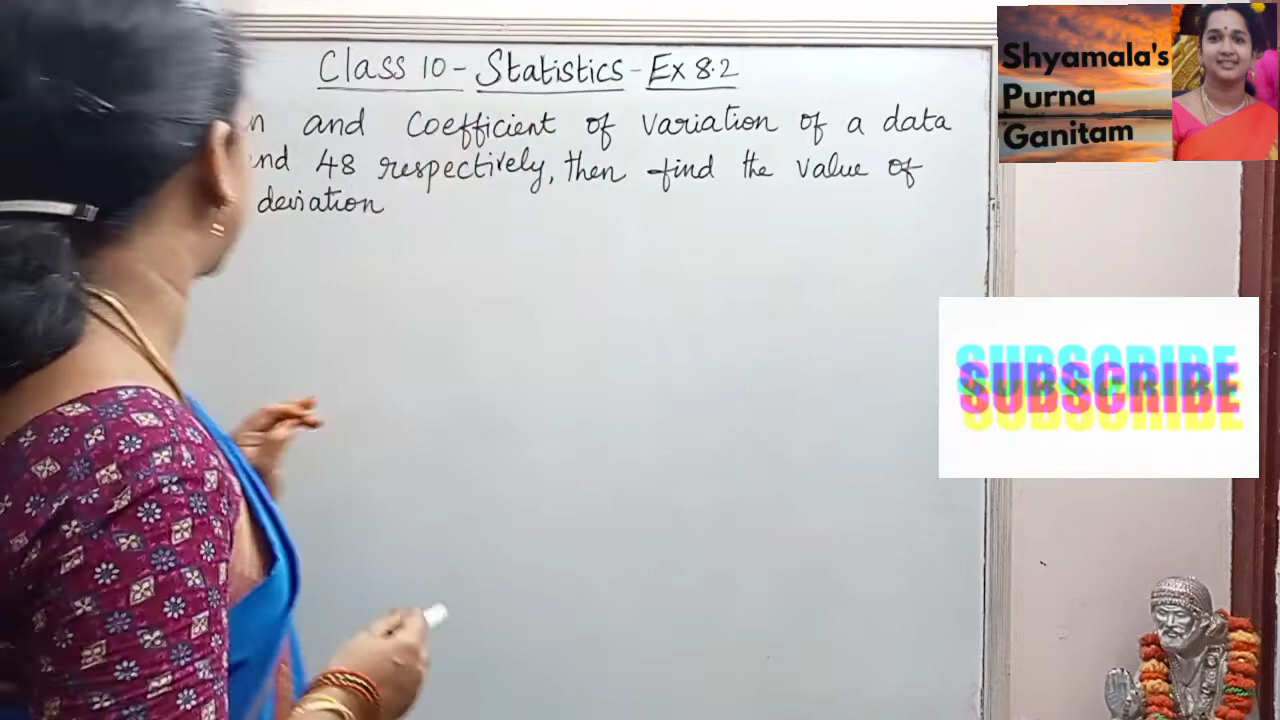 Class 10 - Statistics - Ex 8.2
and Coefficient of variation of a data
48 respectively, then find the value of
deviation
Shyamala's
Purna
Ganitam
SUBSCRIBE